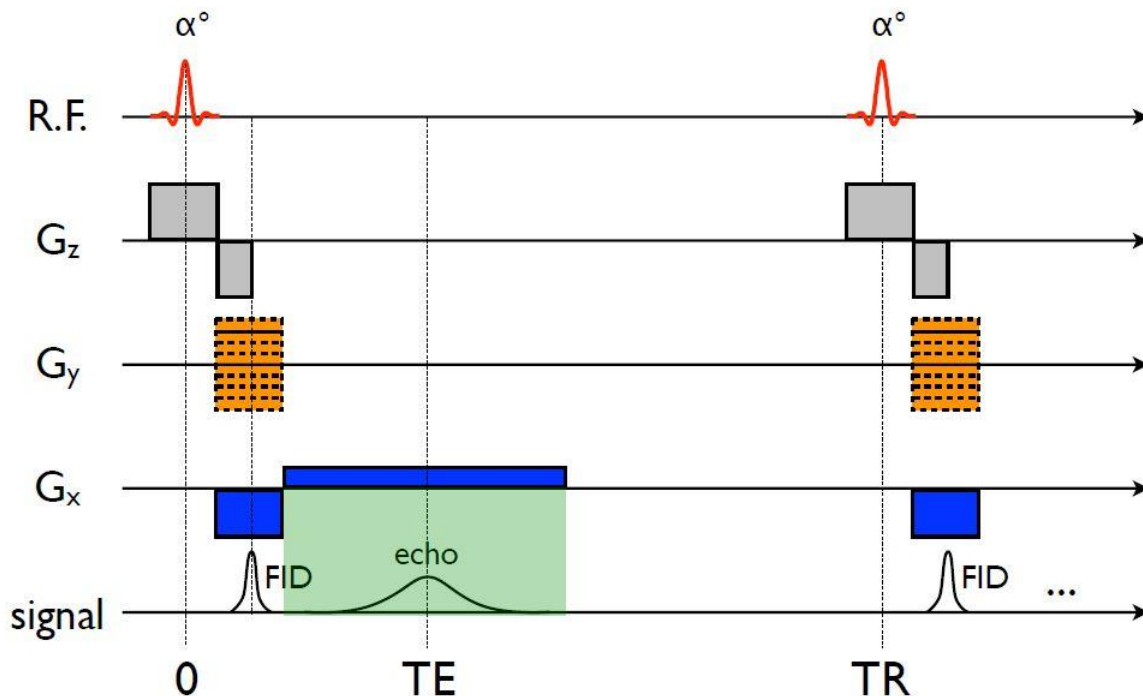 α° α°
R.F.
G_z
G_y
G_x
echo
FID FID ...
signal
0 TE TR